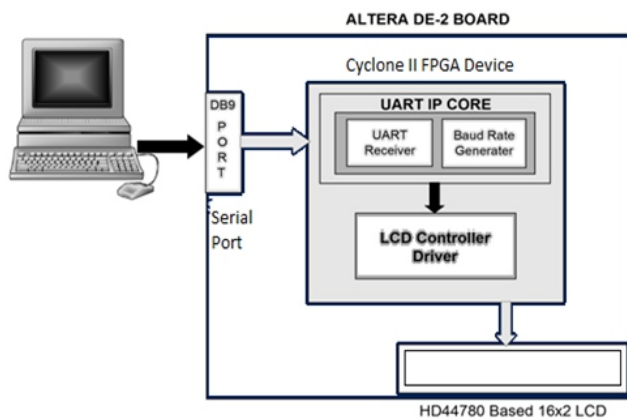 ALTERA DE-2 BOARD
Cyclone II FPGA Device
DB9
P
O
R
T
UART IP CORE
UART
Receiver
Baud Rate
Generater
Serial
Port
LCD Controller
Driver
HD44780 Based 16x2 LCD